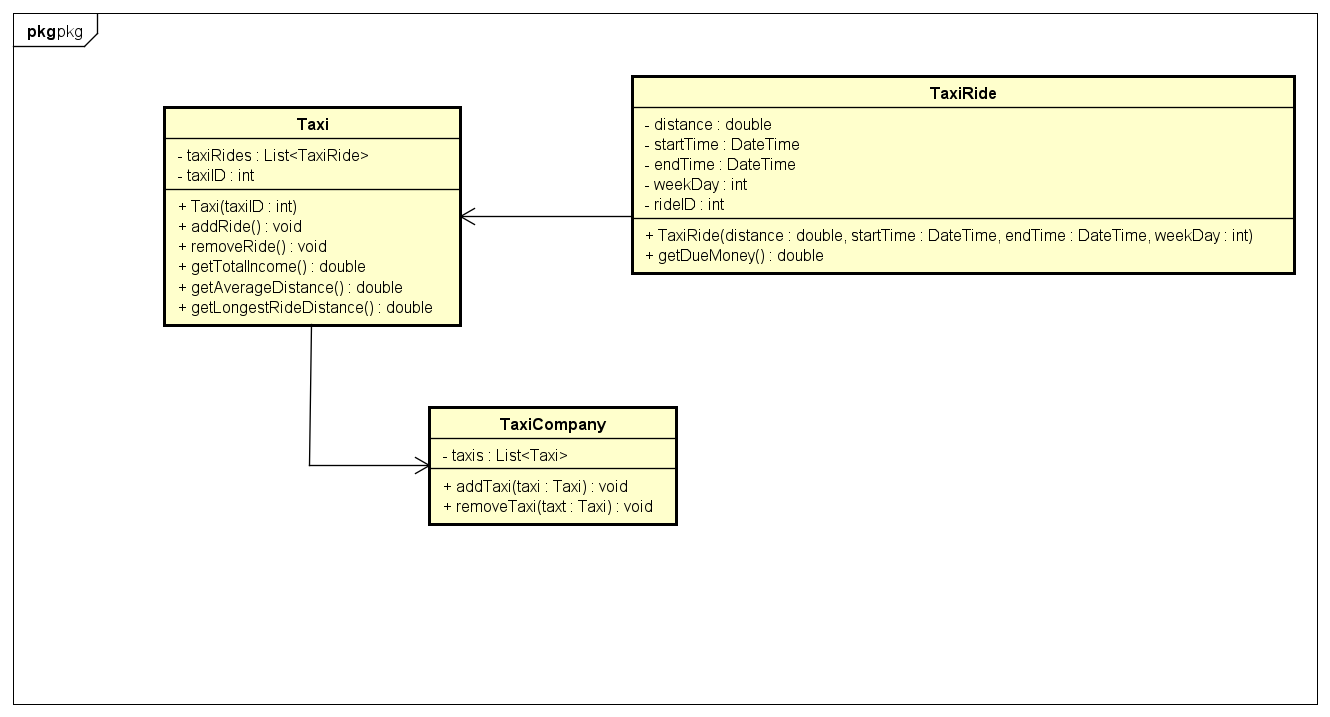 pkgpkg
Taxi
- taxiRides : List<TaxiRide>
- taxiID : int
+ Taxi(taxiID : int)
+ addRide() : void
+ removeRide() : void
+ getTotalIncome() : double
+ getAverageDistance() : double
+ getLongestRideDistance() : double
TaxiRide
- distance : double
- startTime : DateTime
- endTime : DateTime
- weekDay : int
- rideID : int
+ TaxiRide(distance : double, startTime : DateTime, endTime : DateTime, weekDay : int)
+ getDueMoney() : double
TaxiCompany
- taxis : List<Taxi>
+ addTaxi(taxi : Taxi) : void
+ removeTaxi(taxt : Taxi) : void